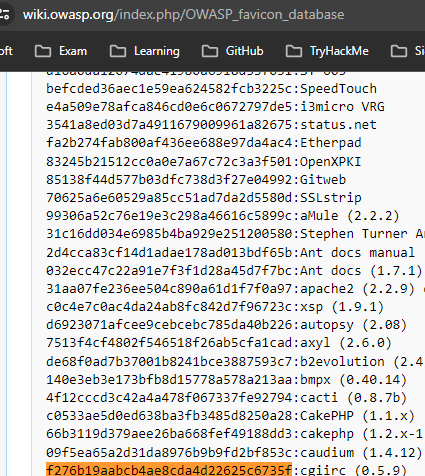 wiki.owasp.org/index.php/OWASP_favicon_database
oft Exam Learning GitHub TryHackMe Si
befcded36aec1e59ea624582fcb3225c:SpeedTouch
e4a509e78afca846cd0e6c0672797de5:i3micro VRG
3541a8ed03d7a4911679009961a82675:status.net
fa2b274fab800af436ee688e97da4ac4:Etherpad
83245b21512cc0a0e7a67c72c3a3f501:OpenXPKI
85138f44d577b03dfc738d3f27e04992:Gitweb
70625a6e60529a85cc51ad7da2d5580d:SSLstrip
99306a52c76e19e3c298a46616c5899c:aMule (2.2.2)
31c16dd034e6985b4ba929e251200580:Stephen Turner An
2d4cca83cf14d1adae178ad013bdf65b:Ant docs manual
032ecc47c22a91e7f3f1d28a45d7f7bc:Ant docs (1.7.1)
31aa07fe236ee504c890a61d1f7f0a97:apache2 (2.2.9)
c0c4e7c0ac4da24ab8fc842d7f96723c:xsp (1.9.1)
d6923071afcee9cebcebc785da40b226:autopsy (2.08)
7513f4cf4802f546518f26ab5cfa1cad:axyl (2.6.0)
de68f0ad7b37001b8241bce3887593c7:b2evolution (2.4
140e3eb3e173bfb8d15778a578a213aa:bmpx (0.40.14)
4f12cccd3c42a4a478f067337fe92794:cacti (0.8.7b)
c0533ae5d0ed638ba3fb3485d8250a28:CakePHP (1.1.x)
66b3119d379aee26ba668fef49188dd3:cakephp (1.2.x-1
09f5ea65a2d31da8976b9b9fd2bf853c:caudium (1.4.12)
f276b19aabcb4ae8cda4d22625c6735f:cgiirc (0.5.9)